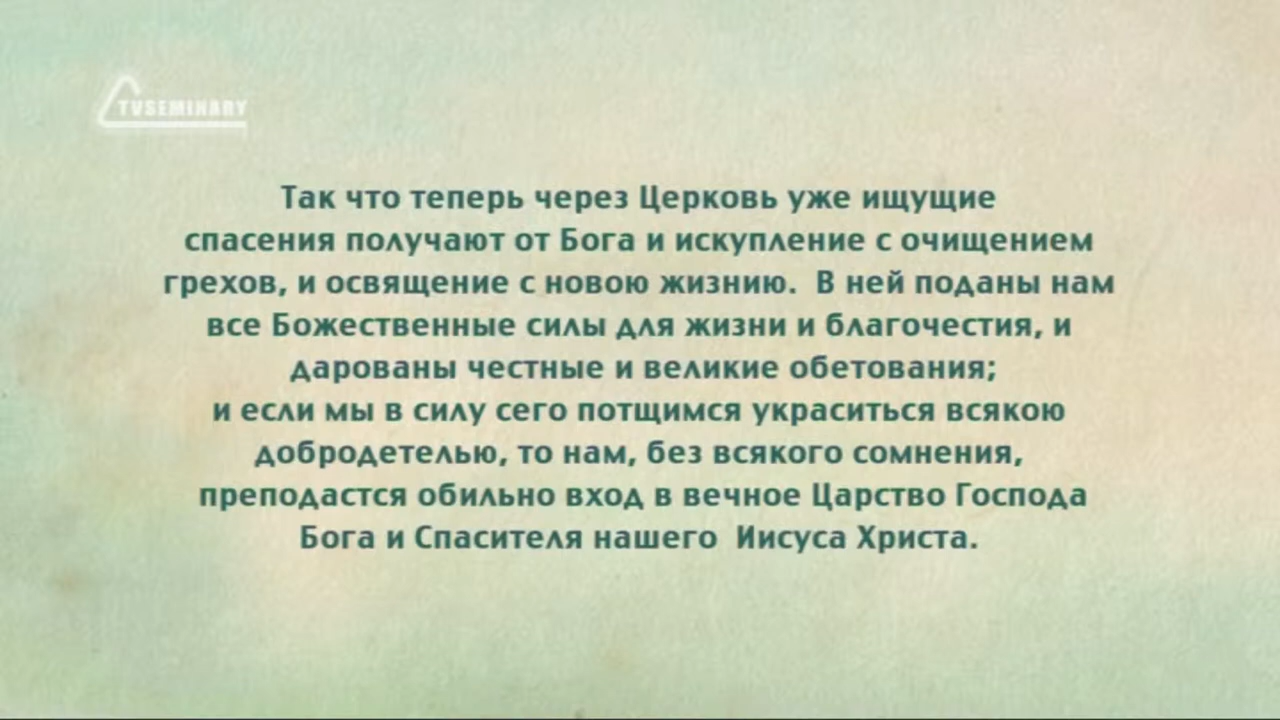 TVSEMINARY
Так что теперь через Церковь уже ищущие
спасения получают от Бога и искупление с очищением
грехов, и освящение с новою жизнию.  В ней поданы нам
все Божественные силы для жизни и благочестия, и
дарованы честные и великие обетования;
и если мы в силу сего потщимся украситься всякою
добродетелью, то нам, без всякого сомнения,
преподастся обильно вход в вечное Царство Господа
Бога и Спасителя нашего  Иисуса Христа.